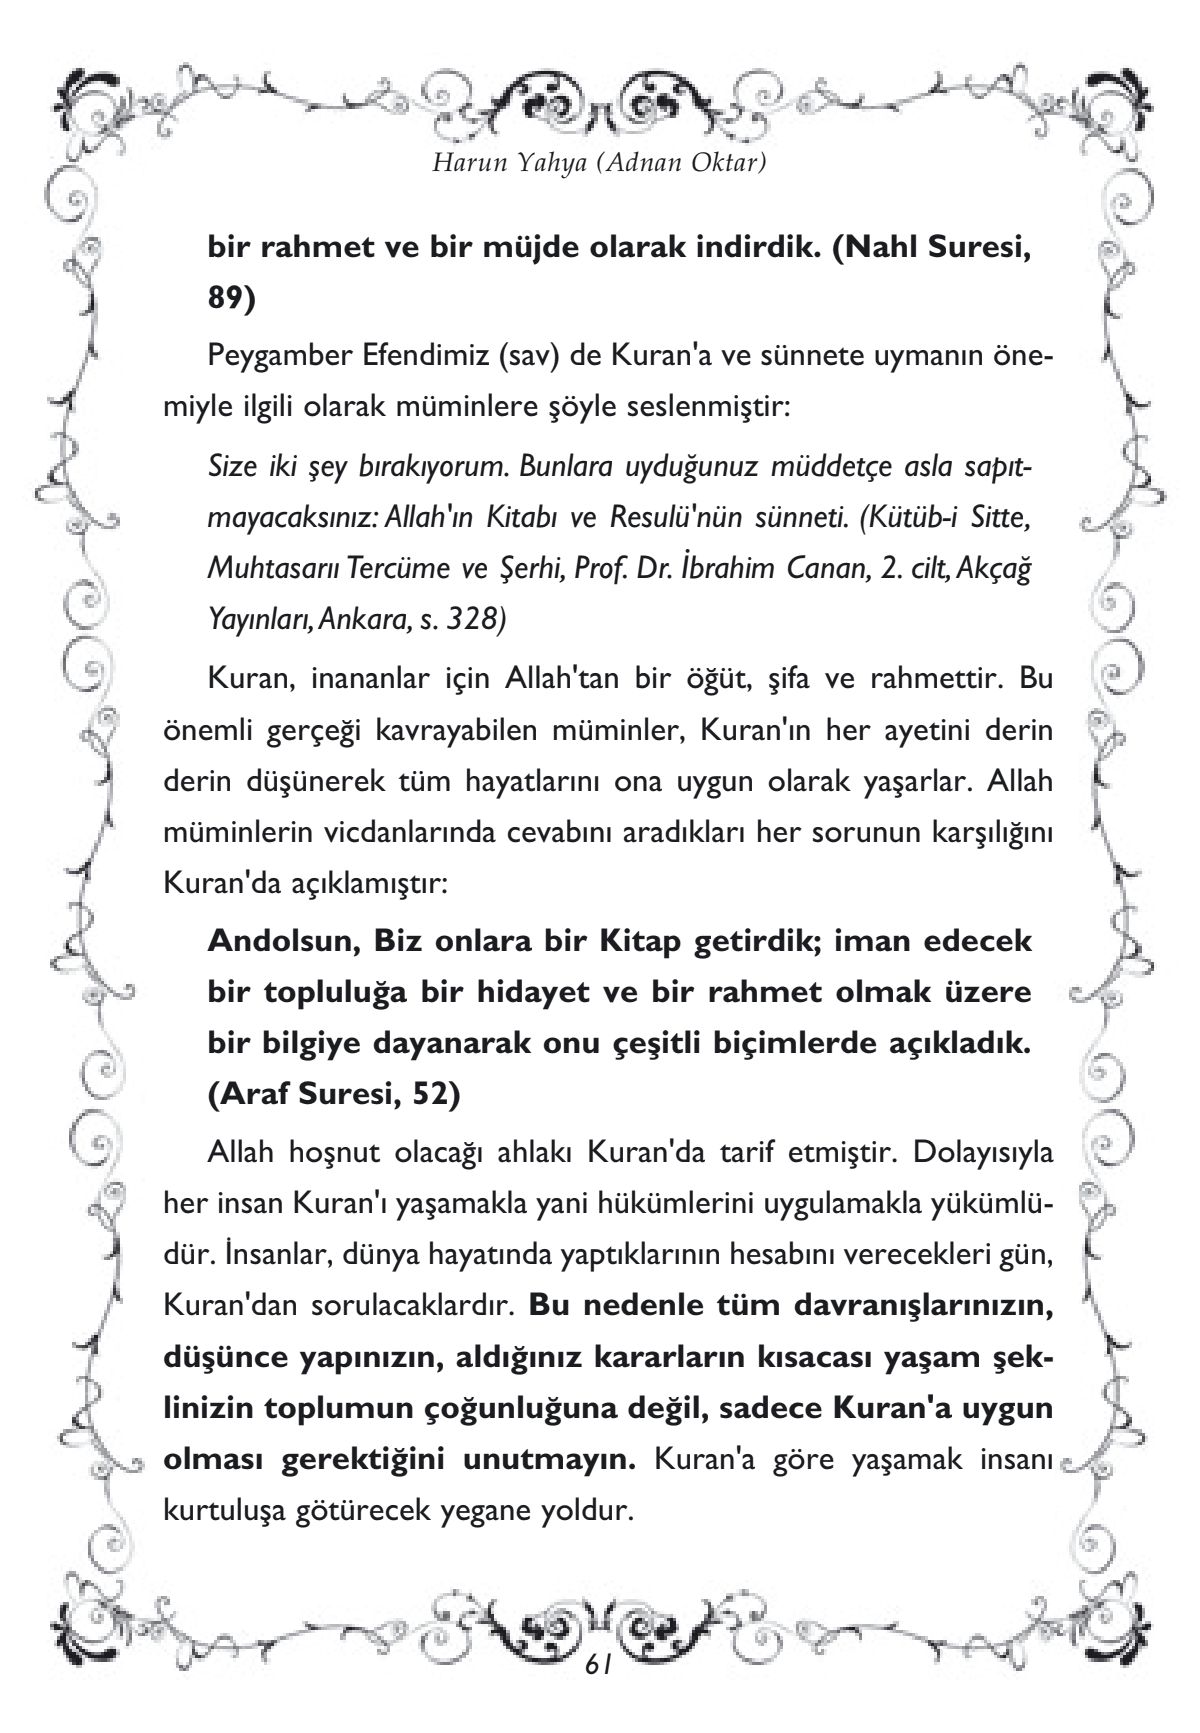 Harun Yahya (Adnan Oktar)
bir rahmet ve bir müjde olarak indirdik. (Nahl Suresi,
89)
Peygamber Efendimiz (sav) de Kuran'a ve sünnete uymanın öne-
miyle ilgili olarak müminlere şöyle seslenmiştir:
Size iki şey bırakıyorum. Bunlara uyduğunuz müddetçe asla sapıt-
mayacaksınız: Allah'ın Kitabı ve Resulü'nün sünneti. (Kütüb-i Sitte,
Muhtasarıı Tercüme ve Şerhi, Prof. Dr. İbrahim Canan, 2. cilt, Akçağ
Yayınları, Ankara, s. 328)
Kuran, inananlar için Allah'tan bir öğüt, şifa ve rahmettir. Bu
önemli gerçeği kavrayabilen müminler, Kuran'ın her ayetini derin
derin düşünerek tüm hayatlarını ona uygun olarak yaşarlar. Allah
müminlerin vicdanlarında cevabını aradıkları her sorunun karşılığını
Kuran'da açıklamıştır:
Andolsun, Biz onlara bir Kitap getirdik; iman edecek
bir topluluğa bir hidayet ve bir rahmet olmak üzere
bir bilgiye dayanarak onu çeşitli biçimlerde açıkladık.
(Araf Suresi, 52)
Allah hoşnut olacağı ahlakı Kuran'da tarif etmiştir. Dolayısıyla
her insan Kuran'ı yaşamakla yani hükümlerini uygulamakla yükümlü-
dür. İnsanlar, dünya hayatında yaptıklarının hesabını verecekleri gün,
Kuran'dan sorulacaklardır. Bu nedenle tüm davranışlarınızın,
düşünce yapınızın, aldığınız kararların kısacası yaşam şek-
linizin toplumun çoğunluğuna değil, sadece Kuran'a uygun
olması gerektiğini unutmayın. Kuran'a göre yaşamak insanı
kurtuluşa götürecek yegane yoldur.
61